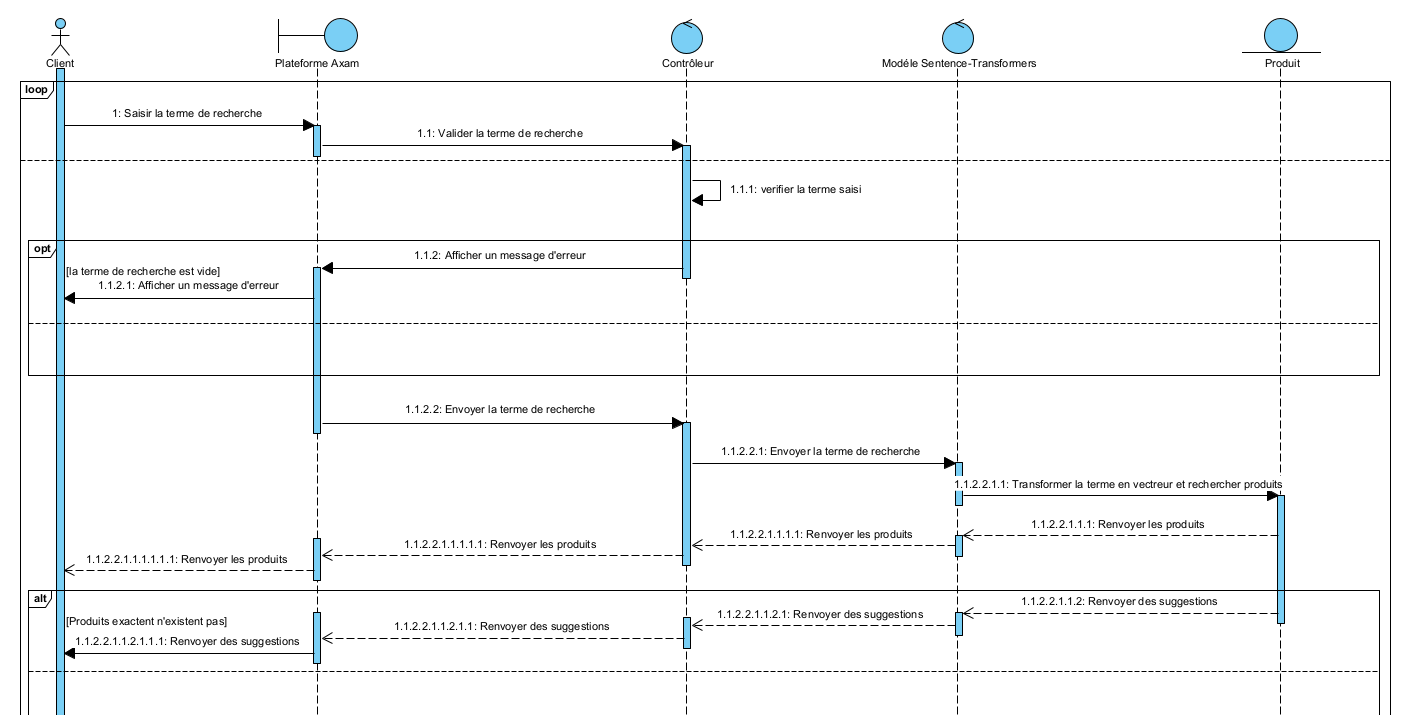 Client
Plateforme Axam
Contrôleur
Modéle Sentence-Transformers
Produit
loop
1: Saisir la terme de recherche
1.1: Valider la terme de recherche
1.1.1: verifier la terme saisi
opt
1.1.2: Afficher un message d'erreur
[la terme de recherche est vide]
1.1.2.1: Afficher un message d'erreur
1.1.2.2: Envoyer la terme de recherche
1.1.2.2.1: Envoyer la terme de recherche
1.1.2.2.1.1: Transformer la terme en vectreur et rechercher produits
1.1.2.2.1.1.1: Renvoyer les produits
1.1.2.2.1.1.1.1: Renvoyer les produits
1.1.2.2.1.1.1.1.1: Renvoyer les produits
1.1.2.2.1.1.1.1.1.1: Renvoyer les produits
alt
1.1.2.2.1.1.2: Renvoyer des suggestions
1.1.2.2.1.1.2.1: Renvoyer des suggestions
[Produits exactent n'existent pas]
1.1.2.2.1.1.2.1.1: Renvoyer des suggestions
1.1.2.2.1.1.2.1.1.1: Renvoyer des suggestions